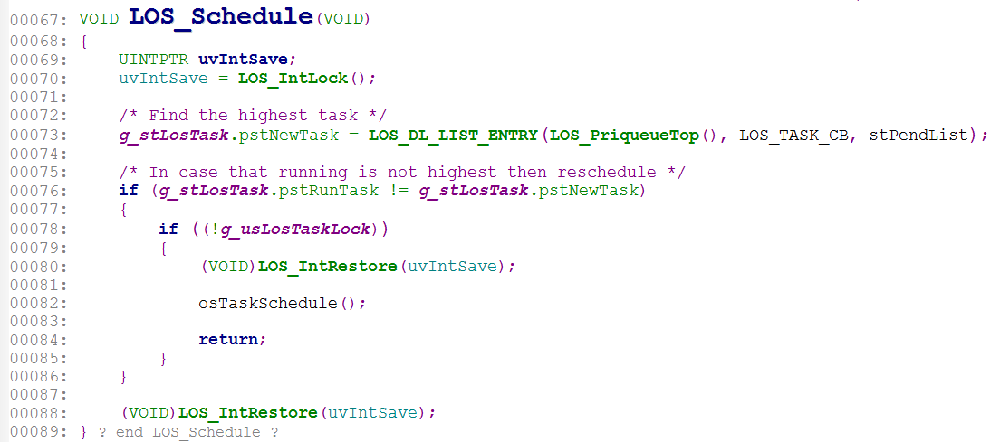 00067: VOID LOS_Schedule(VOID)
00068: {
00069:     UINTPTR uvIntSave;
00070:     uvIntSave = LOS_IntLock();
00071:
00072:     /* Find the highest task */
00073:     g_stLosTask.pstNewTask = LOS_DL_LIST_ENTRY(LOS_PriqueueTop(), LOS_TASK_CB, stPendList);
00074:
00075:     /* In case that running is not highest then reschedule */
00076:     if (g_stLosTask.pstRunTask != g_stLosTask.pstNewTask)
00077:     {
00078:         if ((!g_usLosTaskLock))
00079:         {
00080:             (VOID)LOS_IntRestore(uvIntSave);
00081:
00082:             osTaskSchedule();
00083:
00084:             return;
00085:         }
00086:     }
00087:
00088:     (VOID)LOS_IntRestore(uvIntSave);
00089: } ? end LOS_Schedule ?